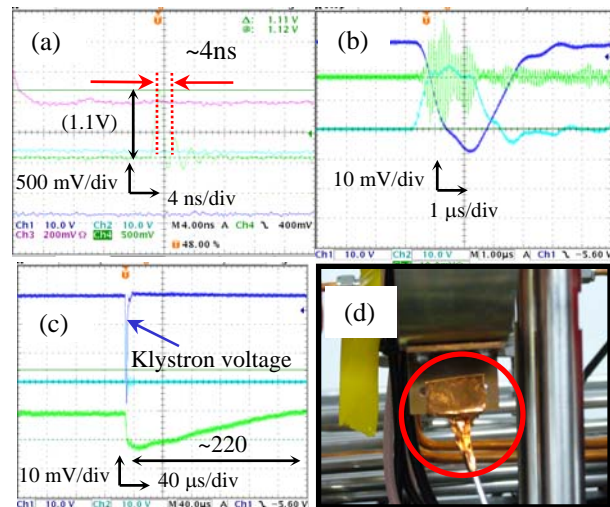 (a)
Δ: 1.11 V
@: 1.12 V
~4ns
(1.1V)
500 mV/div
4 ns/div
Ch1 10.0 V Ch2 10.0 V M 4.00ns A Ch4 400mV
Ch3 200mVΩ Ch4 500mV
48.00 %
(b)
10 mV/div
1 μs/div
Ch1 10.0 V Ch2 10.0 V M 1.00μs A Ch1 -5.60 V
(c)
Klystron voltage
~220
10 mV/div
40 μs/div
Ch1 10.0 V Ch2 10.0 V M 40.0μs A Ch1 -5.60 V
(d)